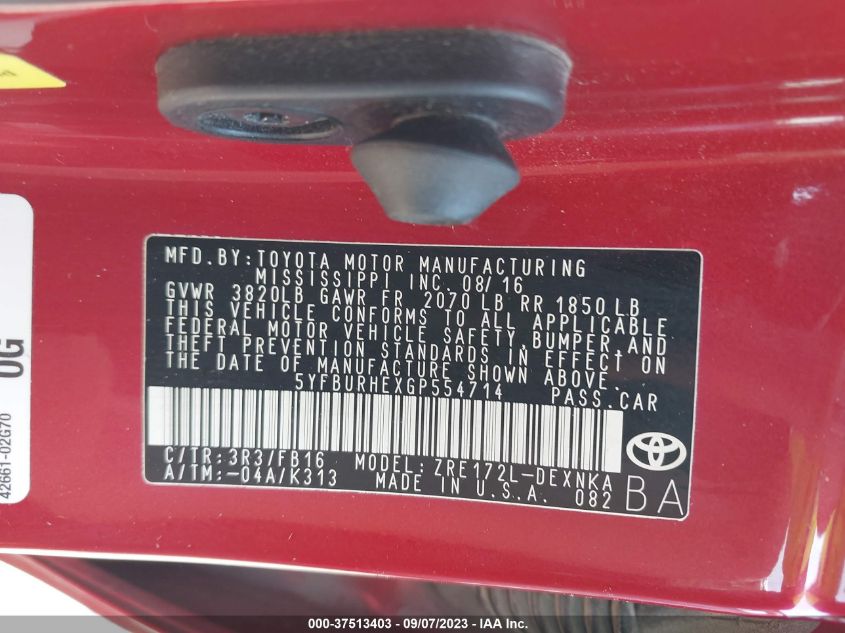 MFD. BY: TOYOTA MOTOR MANUFACTURING
MISSISSIPPI INC. 08/16
GVWR 3820LB GAWR FR 2070 LB RR 1850 LB
THIS VEHICLE CONFORMS TO ALL APPLICABLE
FEDERAL MOTOR VEHICLE SAFETY, BUMPER AND
THEFT PREVENTION STANDARDS IN EFFECT ON
THE DATE OF MANUFACTURE SHOWN ABOVE.
5YFBURHEXGP554714 PASS.CAR
C/TR:3R3/FB16 MODEL: ZRE172L-DEXNKA
A/TM:-04A/K313 MADE IN U.S.A. 082 BA
42661-02G70
0G
000-37513403 - 09/07/2023 - IAA Inc.